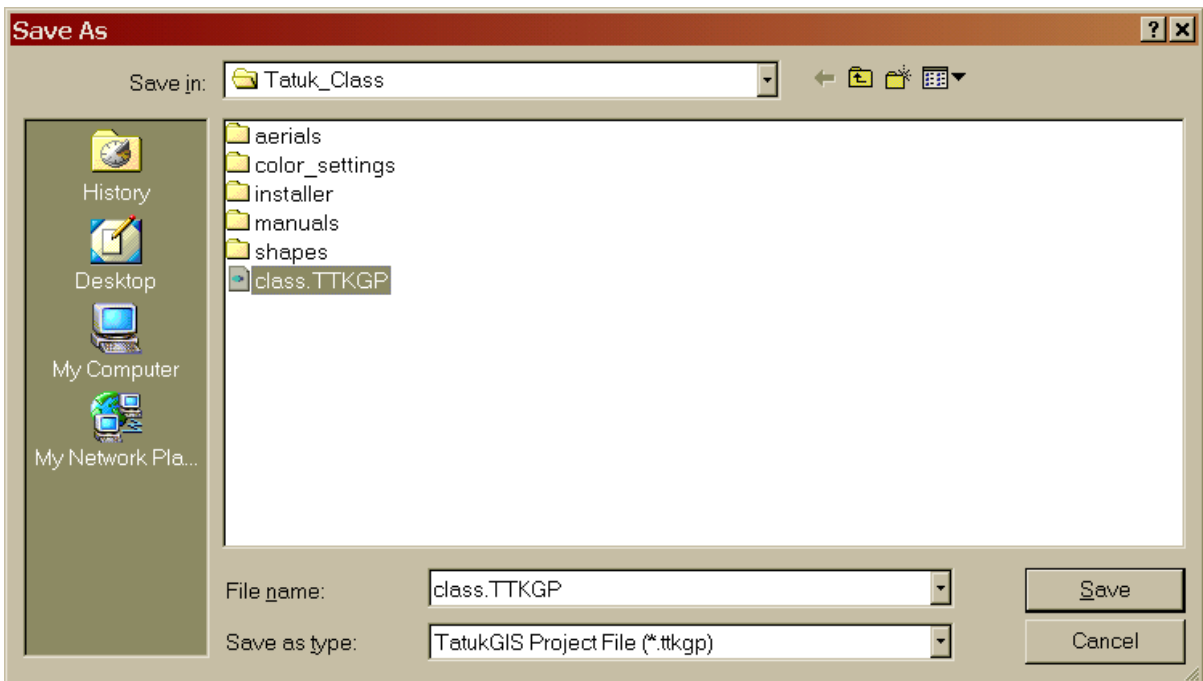 Save As
Save in:
Tatuk_Class
History
Desktop
My Computer
My Network Pla...
aerials
color_settings
installer
manuals
shapes
class.TTKGP
File name:
class.TTKGP
Save
Save as type:
TatukGIS Project File (*.ttkgp)
Cancel